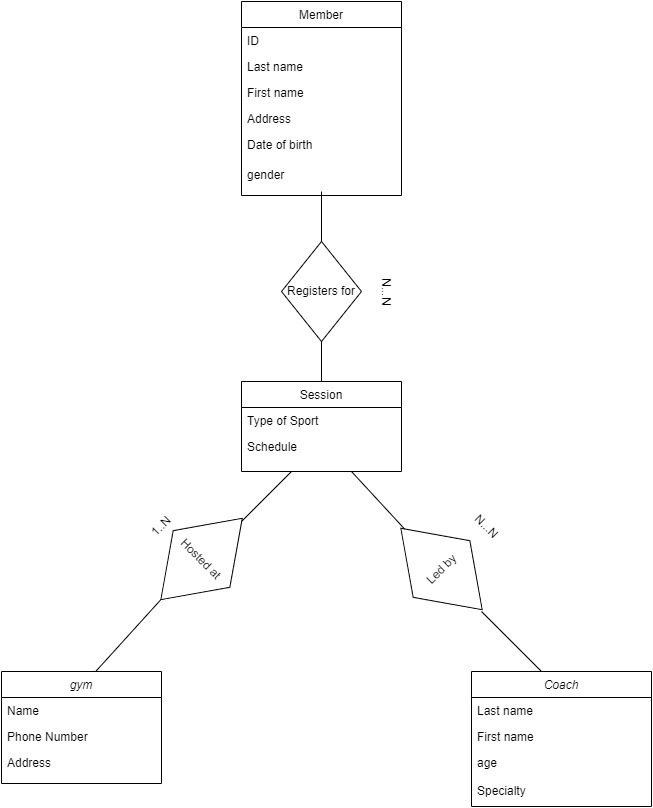 Member
ID
Last name
First name
Address
Date of birth
gender
Registers for
N...N
Session
Type of Sport
Schedule
1..N
Hosted at
N...N
Led by
gym
Name
Phone Number
Address
Coach
Last name
First name
age
Specialty